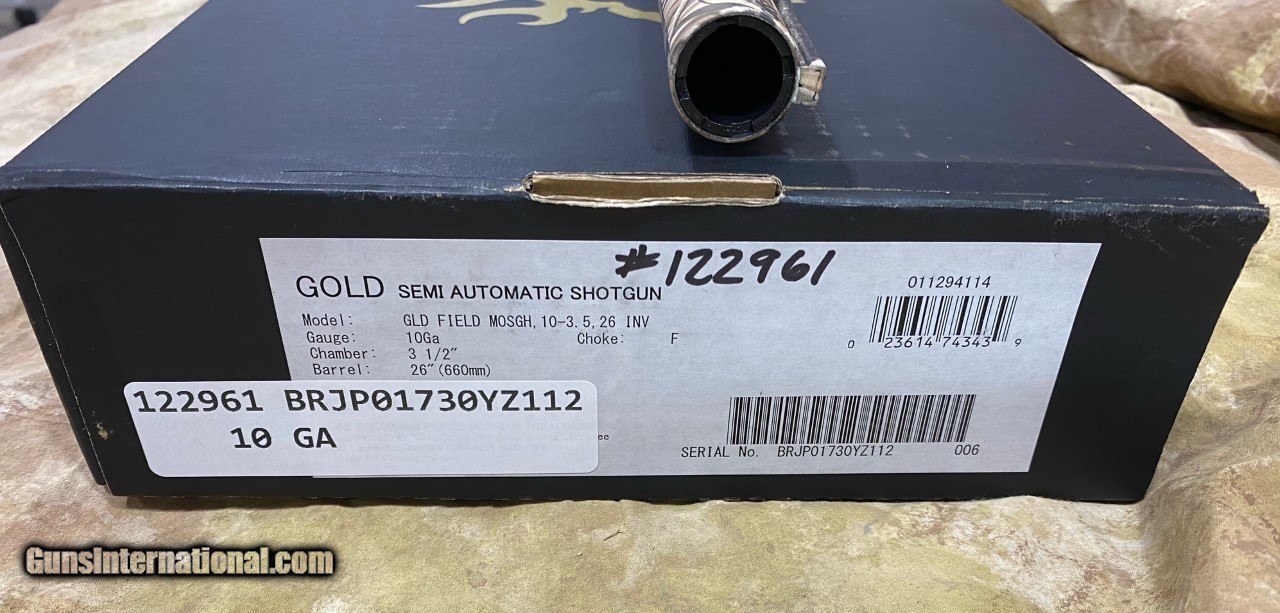 #122961
GOLD SEMI AUTOMATIC SHOTGUN
Model: GLD FIELD MOSGH,10-3.5,26 INV
Gauge: 10Ga Choke: F
Chamber: 3 1/2"
Barrel: 26"(660mm)
011294114
0 23614 74343 9
122961 BRJP01730YZ112
10 GA
SERIAL No. BRJP01730YZ112 006
GunsInternational.com